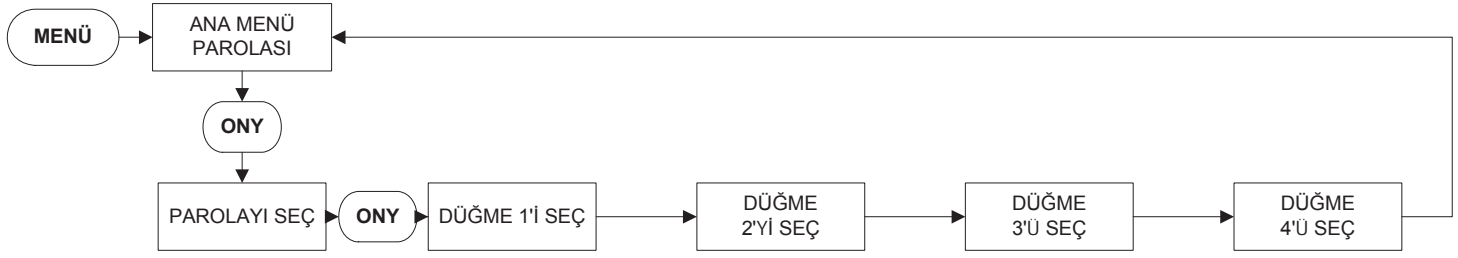 MENÜ
ANA MENÜ
PAROLASI
ONY
PAROLAYI SEÇ
ONY
DÜĞME 1'İ SEÇ
DÜĞME
2'Yİ SEÇ
DÜĞME
3'Ü SEÇ
DÜĞME
4'Ü SEÇ